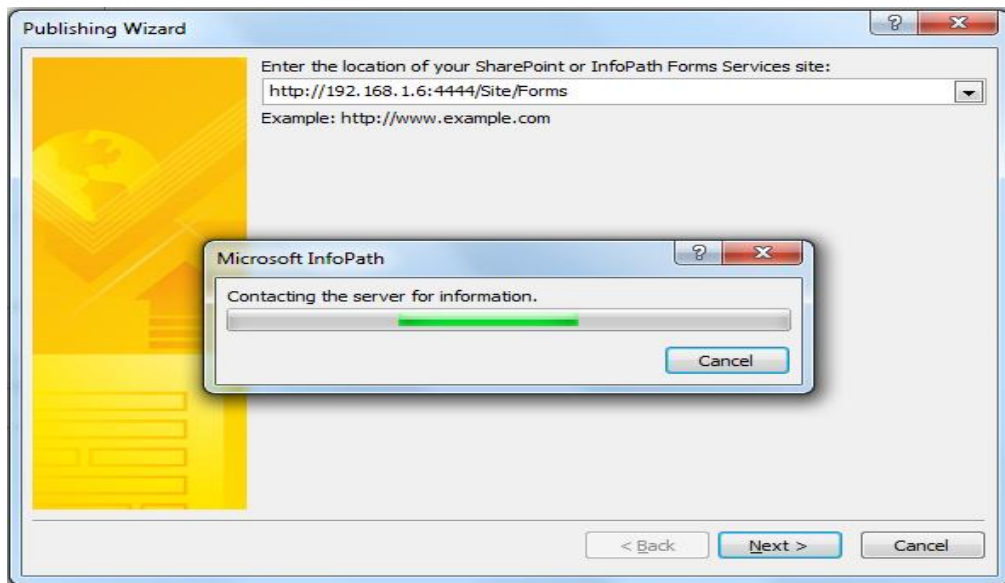 Publishing Wizard
Enter the location of your SharePoint or InfoPath Forms Services site:
http://192.168.1.6:4444/Site/Forms
Example: http://www.example.com
Microsoft InfoPath
Contacting the server for information.
Cancel
< Back Next > Cancel